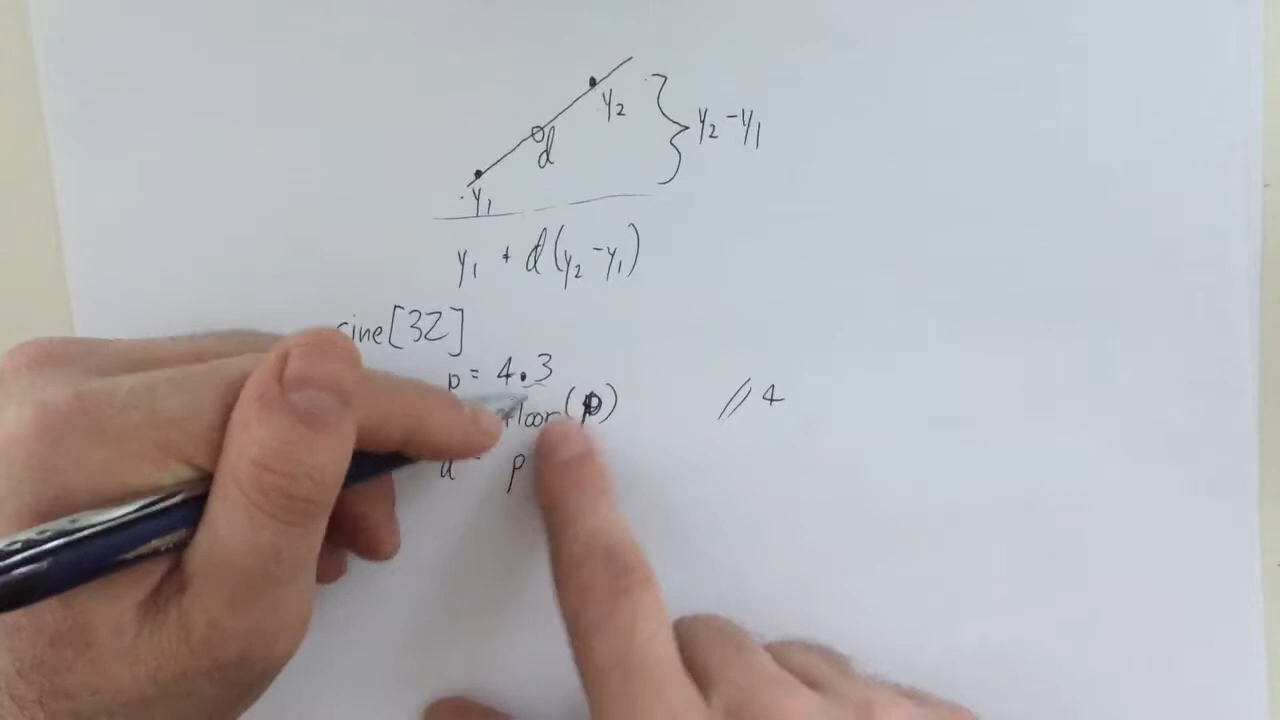 y2
y2-y1
d
y1
y1 + d(y2-y1)
sine[32]
p = 4.3
floor(p) //4
p